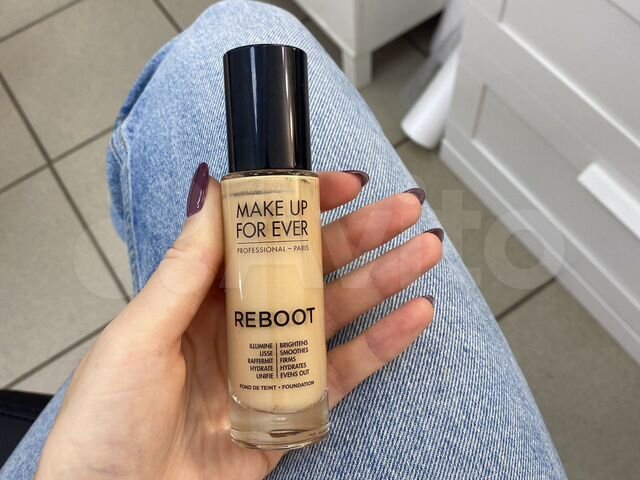 MAKE UP
FOR EVER
PROFESSIONAL – PARIS
REBOOT
ILLUMINE | BRIGHTENS
LISSE | SMOOTHES
RAFFERMIT | FIRMS
HYDRATE | HYDRATES
UNIFIE | EVENS OUT
FOND DE TEINT • FOUNDATION
Avito